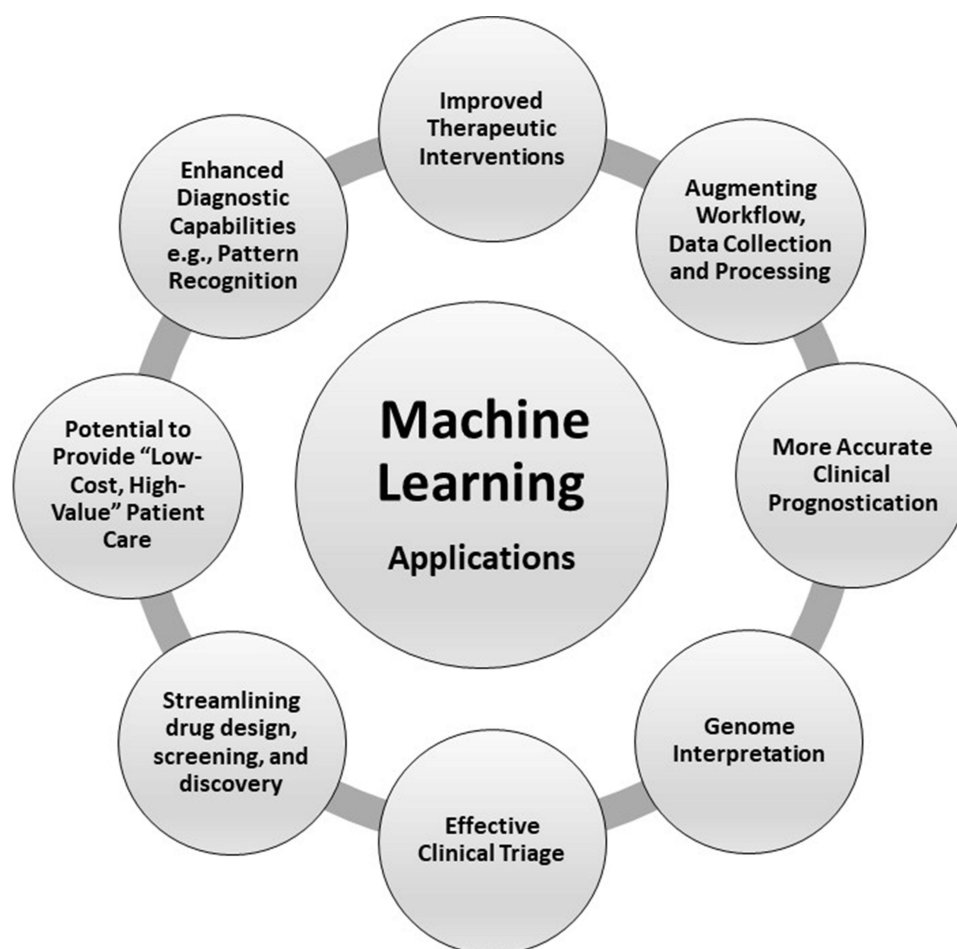 Improved
Therapeutic
Interventions
Augmenting
Workflow,
Data Collection
and Processing
More Accurate
Clinical
Prognostication
Genome
Interpretation
Effective
Clinical Triage
Streamlining
drug design,
screening, and
discovery
Potential to
Provide “Low-
Cost, High-
Value” Patient
Care
Enhanced
Diagnostic
Capabilities
e.g., Pattern
Recognition
Machine
Learning
Applications